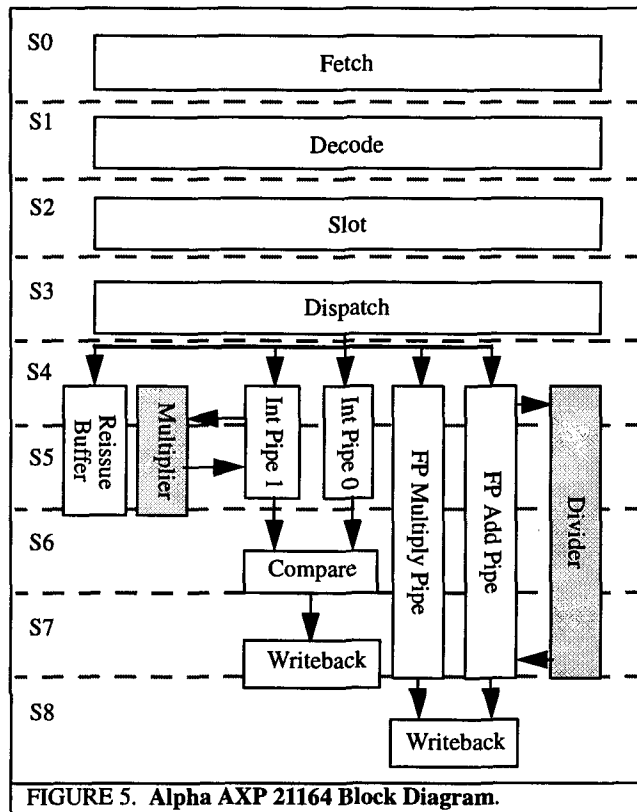 S0
Fetch
S1
Decode
S2
Slot
S3
Dispatch
S4
S5
Reissue
Buffer
Multiplier
Int Pipe 1
Int Pipe 0
FP Multiply Pipe
FP Add Pipe
Divider
S6
Compare
S7
Writeback
S8
Writeback
FIGURE 5. Alpha AXP 21164 Block Diagram.